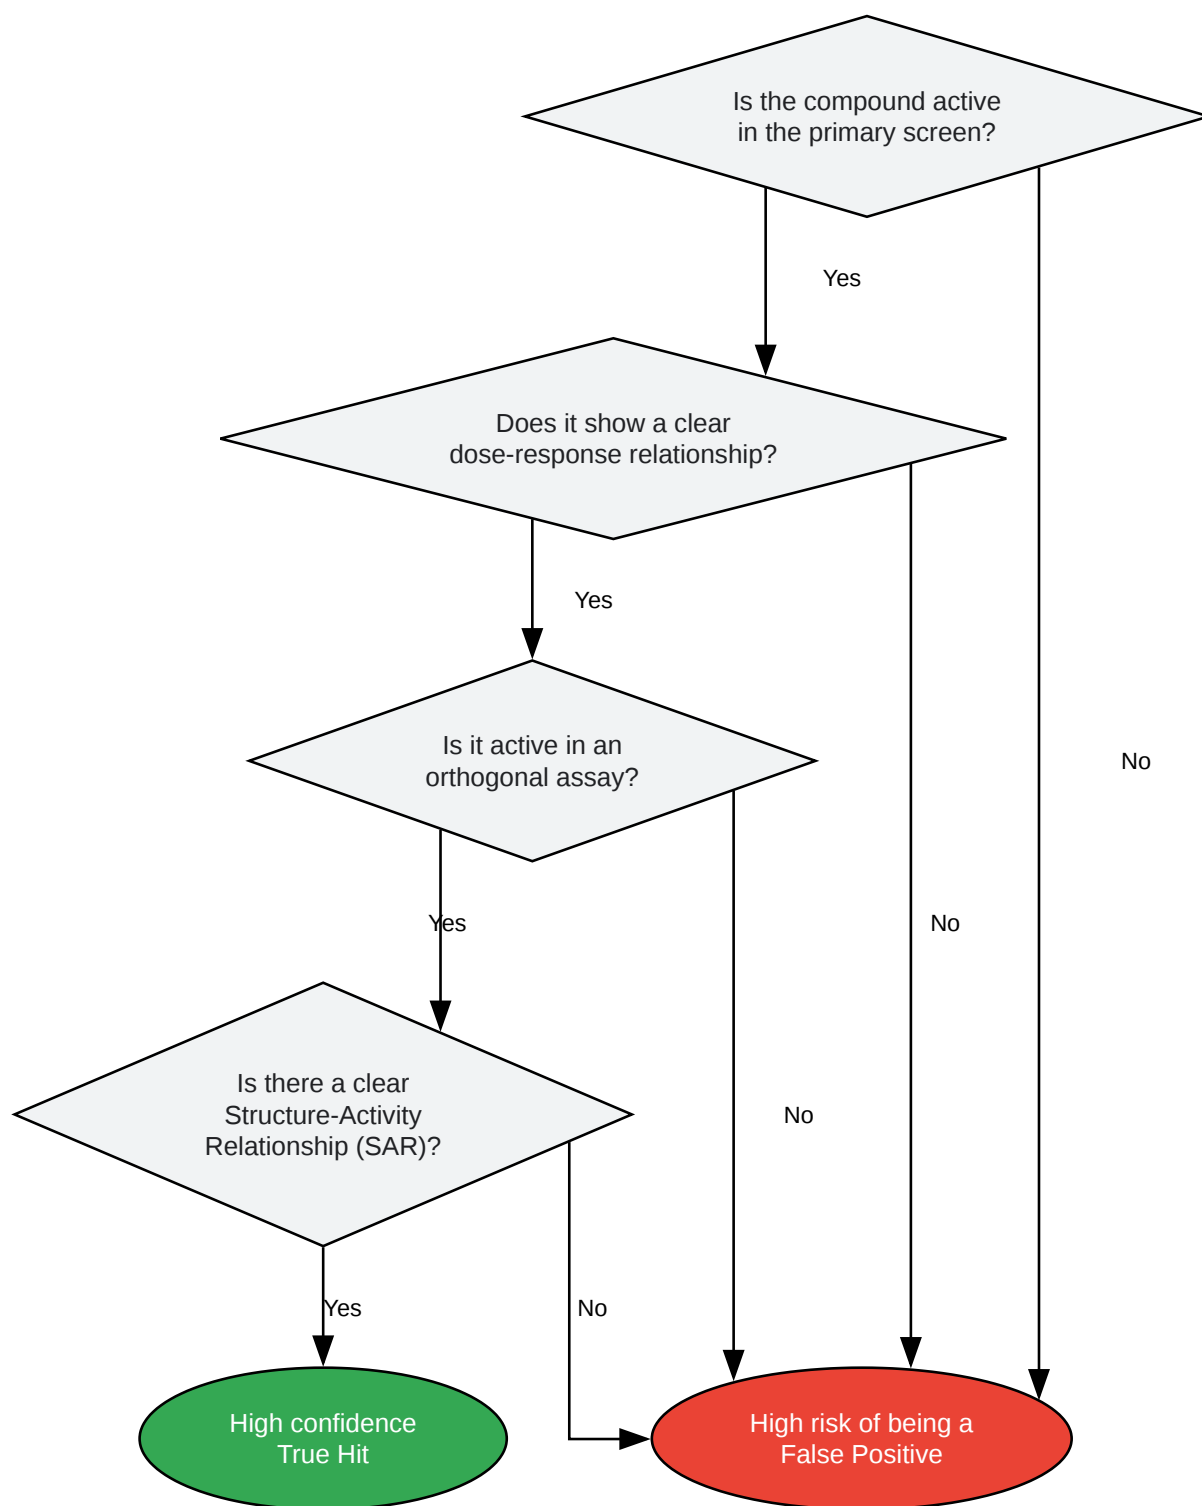 Is the compound active
in the primary screen?
Yes
Does it show a clear
dose-response relationship?
Yes
Is it active in an
orthogonal assay?
No
Yes
No
Is there a clear
Structure-Activity
Relationship (SAR)?
No
Yes
No
High confidence
True Hit
High risk of being a
False Positive